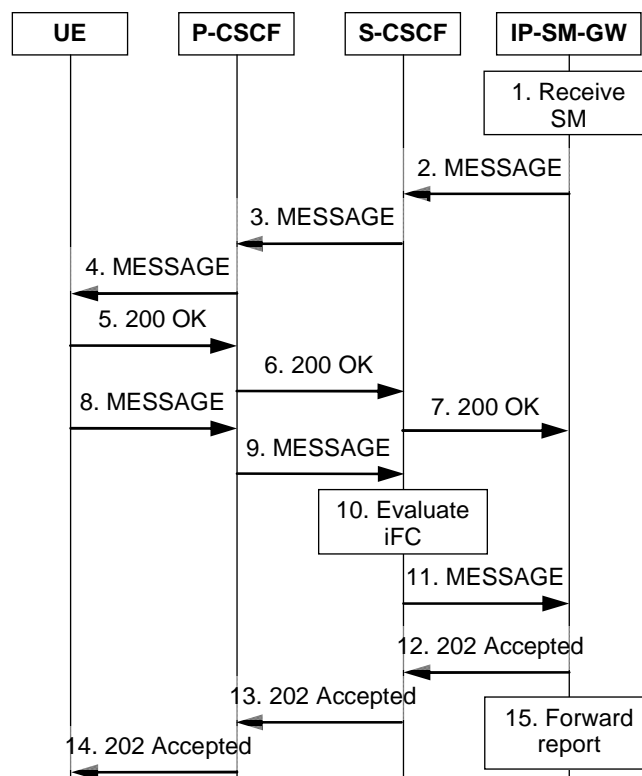 UE
P-CSCF
S-CSCF
IP-SM-GW
1. Receive
SM
2. MESSAGE
3. MESSAGE
4. MESSAGE
5. 200 OK
6. 200 OK
8. MESSAGE
7. 200 OK
9. MESSAGE
10. Evaluate
iFC
11. MESSAGE
12. 202 Accepted
13. 202 Accepted
15. Forward
report
14. 202 Accepted